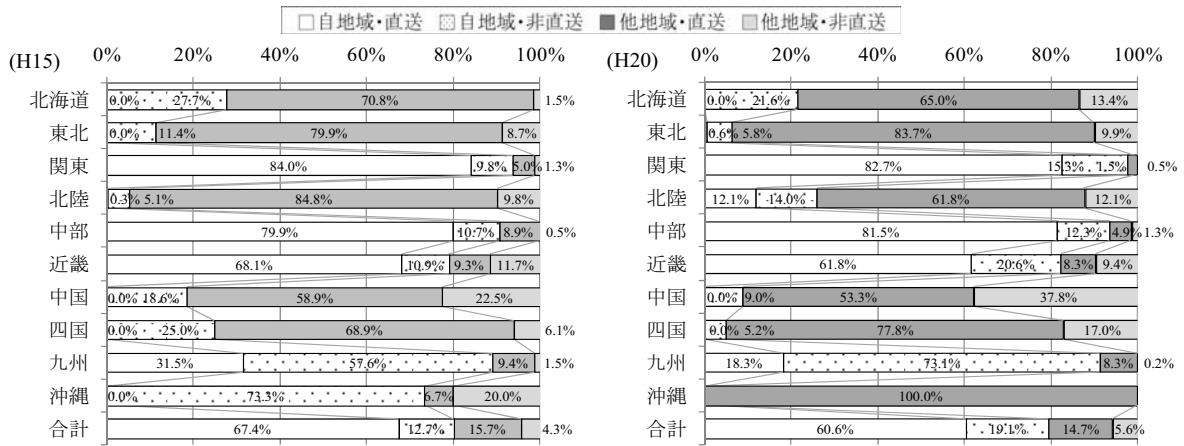 自地域・直送 自地域・非直送 他地域・直送 他地域・非直送
(H15) 0% 20% 40% 60% 80% 100%
北海道 0.0% 27.7% 70.8% 1.5%
東北 0.0% 11.4% 79.9% 8.7%
関東 84.0% 9.8% 5.0% 1.3%
北陸 0.3% 5.1% 84.8% 9.8%
中部 79.9% 10.7% 8.9% 0.5%
近畿 68.1% 10.9% 9.3% 11.7%
中国 0.0% 18.6% 58.9% 22.5%
四国 0.0% 25.0% 68.9% 6.1%
九州 31.5% 57.6% 9.4% 1.5%
沖縄 0.0% 73.3% 6.7% 20.0%
合計 67.4% 12.7% 15.7% 4.3%
(H20) 0% 20% 40% 60% 80% 100%
北海道 0.0% 21.6% 65.0% 13.4%
東北 0.6% 5.8% 83.7% 9.9%
関東 82.7% 15.3% 1.5% 0.5%
北陸 12.1% 14.0% 61.8% 12.1%
中部 81.5% 12.3% 4.9% 1.3%
近畿 61.8% 20.6% 8.3% 9.4%
中国 0.0% 9.0% 53.3% 37.8%
四国 0.0% 5.2% 77.8% 17.0%
九州 18.3% 73.1% 8.3% 0.2%
沖縄 100.0%
合計 60.6% 19.1% 14.7% 5.6%